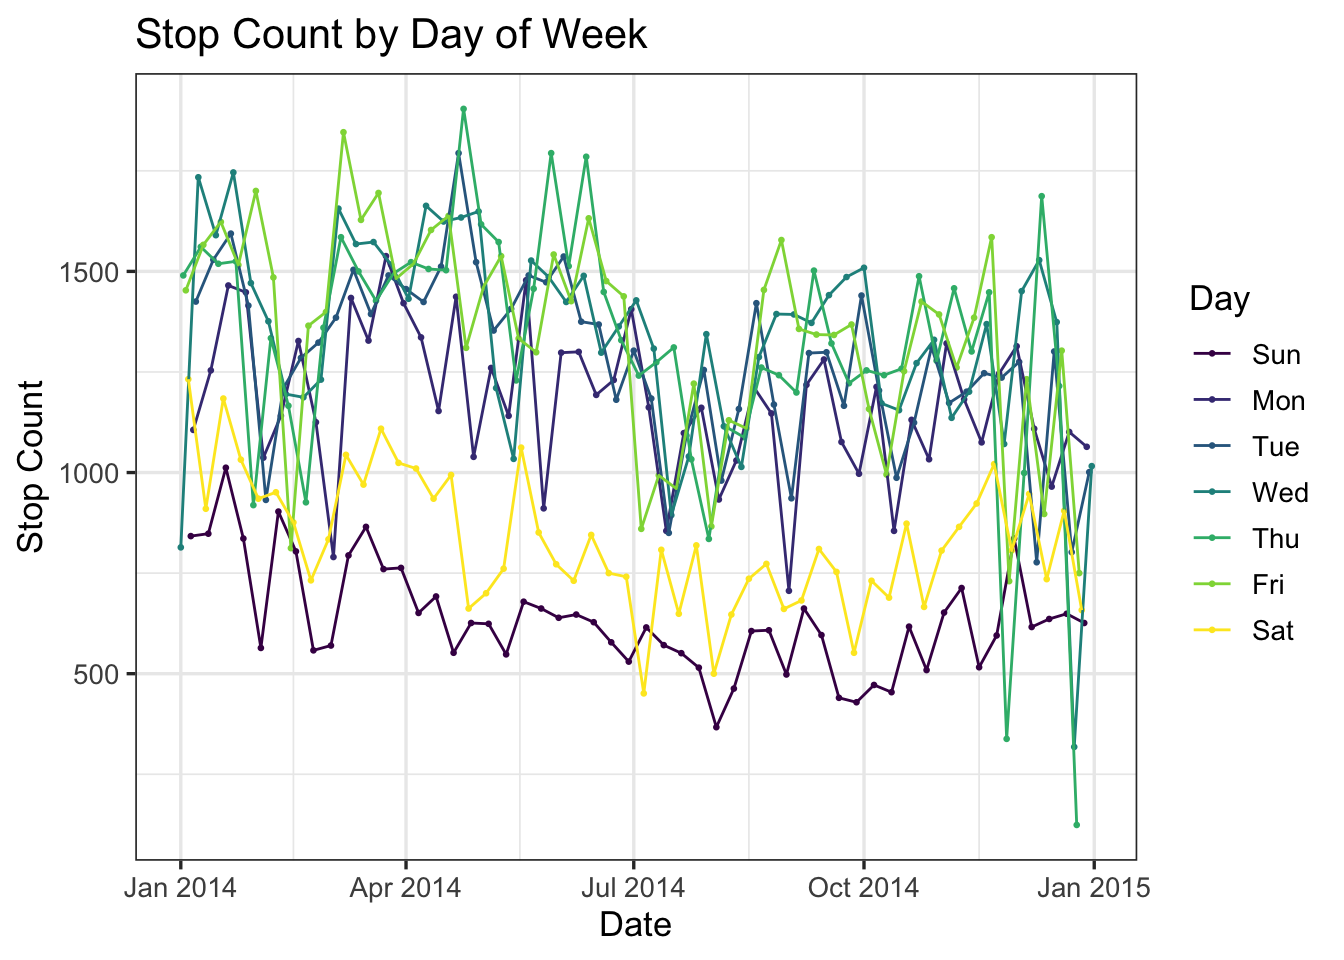 Stop Count by Day of Week
Stop Count
1500
1000
500
Jan 2014
Apr 2014
Jul 2014
Oct 2014
Jan 2015
Date
Day
Sun
Mon
Tue
Wed
Thu
Fri
Sat